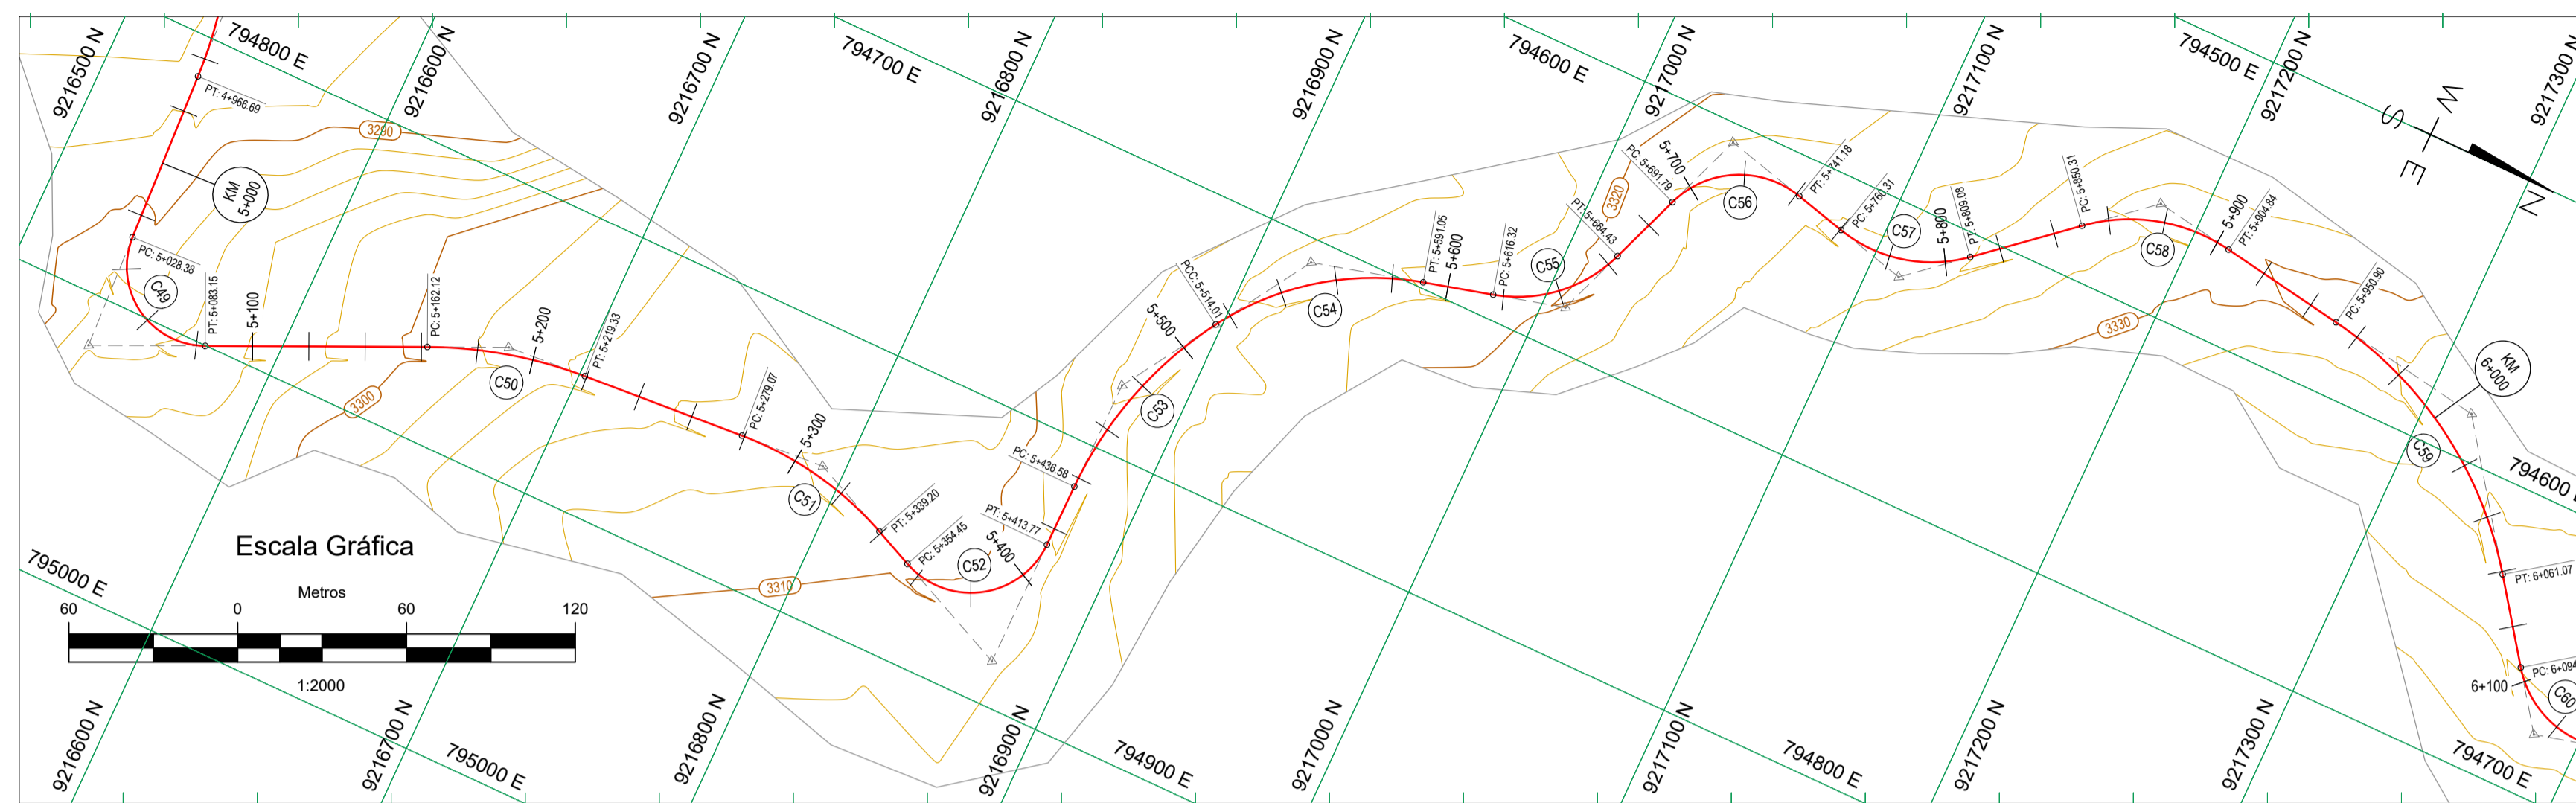 9216500 N
794800 E
9216600 N
9216700 N
794700 E
9216800 N
9216900 N
794600 E
9217000 N
9217100 N
794500 E
9217200 N
9217300 N
W
S
E
N
PT: 4+966.69
3290
KM
5+000
PC: 5+028.38
C49
PT: 5+083.15
5+100
PC: 5+162.12
5+200
C50
PT: 5+219.33
3300
PC: 5+279.07
5+300
C51
PT: 5+339.20
PC: 5+354.45
C52
5+400
PT: 5+413.77
PC: 5+436.58
3310
C53
5+500
PCC: 5+514.01
C54
PT: 5+591.05
5+600
PC: 5+616.32
C55
PT: 5+664.43
3320
PC: 5+691.79
5+700
C56
PT: 5+741.18
PC: 5+760.31
C57
5+800
PT: 5+809.08
PC: 5+850.31
C58
5+900
PT: 5+904.84
3330
PC: 5+950.90
KM
6+000
C59
794600 E
PT: 6+061.07
PC: 6+094
6+100
C60
Escala Gráfica
Metros
60 0 60 120
1:2000
795000 E
9216600 N
9216700 N
795000 E
9216800 N
9216900 N
794900 E
9217000 N
9217100 N
794800 E
9217200 N
9217300 N
794700 E